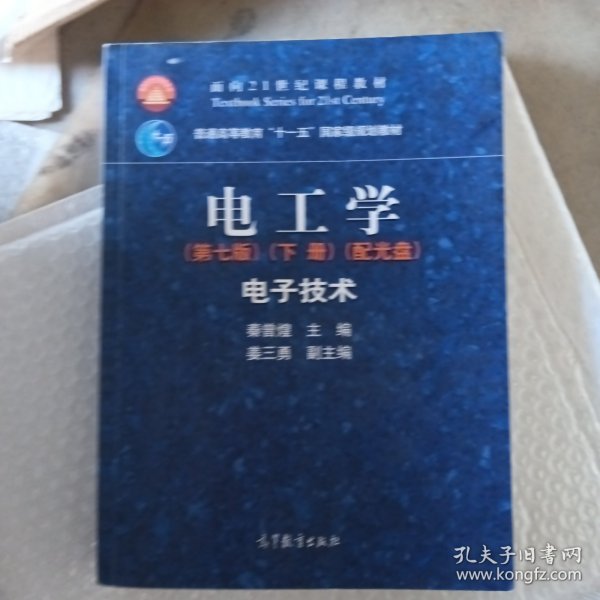 面向21世纪课程教材
Textbook Series for 21st Century
普通高等教育“十一五”国家级规划教材
电工学
(第七版) (下 册) (配光盘)
电子技术
秦曾煌 主 编
姜三勇 副主编
高等教育出版社
孔夫子旧书网
www.kongfz.com